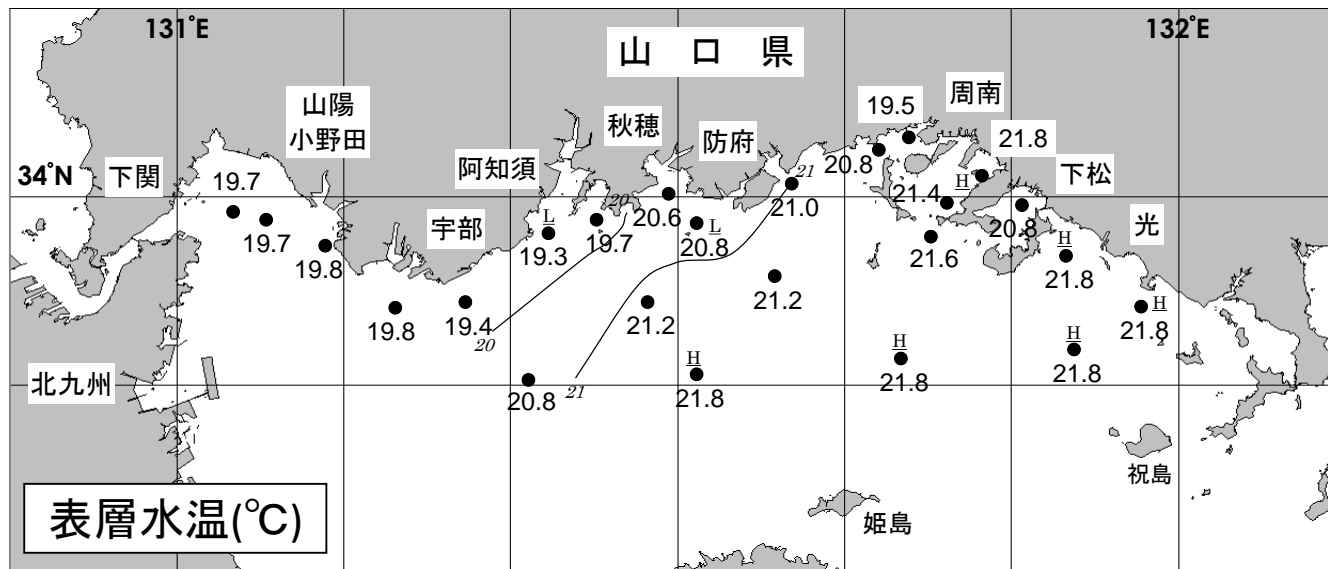 131°E
132°E
山 口 県
山陽
小野田
秋穂
防府
19.5
周南
21.8
34°N
下関
19.7
阿知須
20.8
21
下松
H
21.4
20
21.0
宇部
L
20.6
L
20.8
光
19.7
19.3
19.7
20.8
21.6
H
19.8
21.8
21.2
H
19.8
19.4
21.2
21.8
20
H
H
H
北九州
20.8
21
21.8
21.8
21.8
祝島
表層水温(℃)
姫島